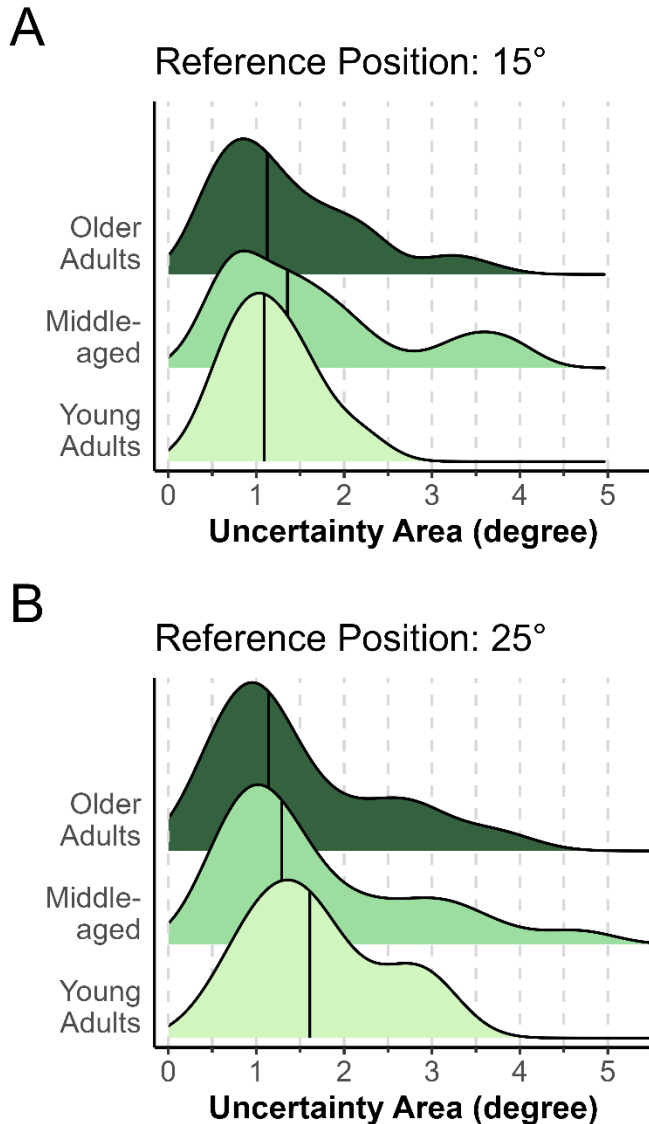 A
Reference Position: 15°
Older
Adults
Middle-
aged
Young
Adults
0 1 2 3 4 5
Uncertainty Area (degree)
B
Reference Position: 25°
Older
Adults
Middle-
aged
Young
Adults
0 1 2 3 4 5
Uncertainty Area (degree)